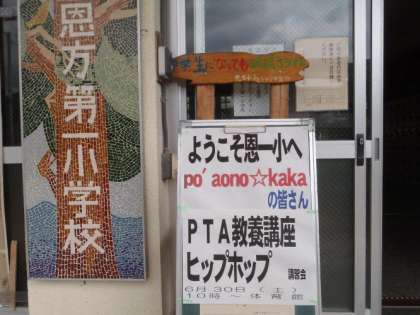 恩方第一小学校
ようこそ恩一小へ
po'aono☆kaka
の皆さん
PTA教養講座
ヒップホップ 講習会
6月30日(土)
10時~体育館